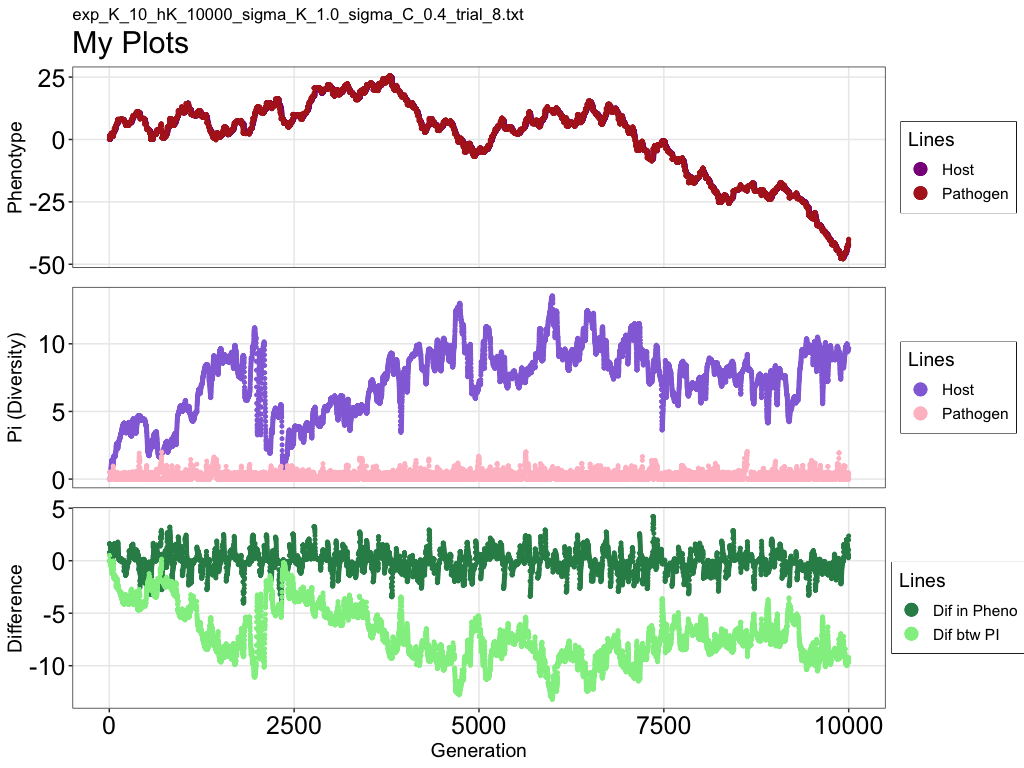 exp_K_10_hK_10000_sigma_K_1.0_sigma_C_0.4_trial_8.txt
My Plots
Phenotype
25
0
-25
-50
Lines
Host
Pathogen
Pi (Diversity)
10
5
0
Lines
Host
Pathogen
Difference
5
0
-5
-10
Lines
Dif in Pheno
Dif btw PI
0 2500 5000 7500 10000
Generation